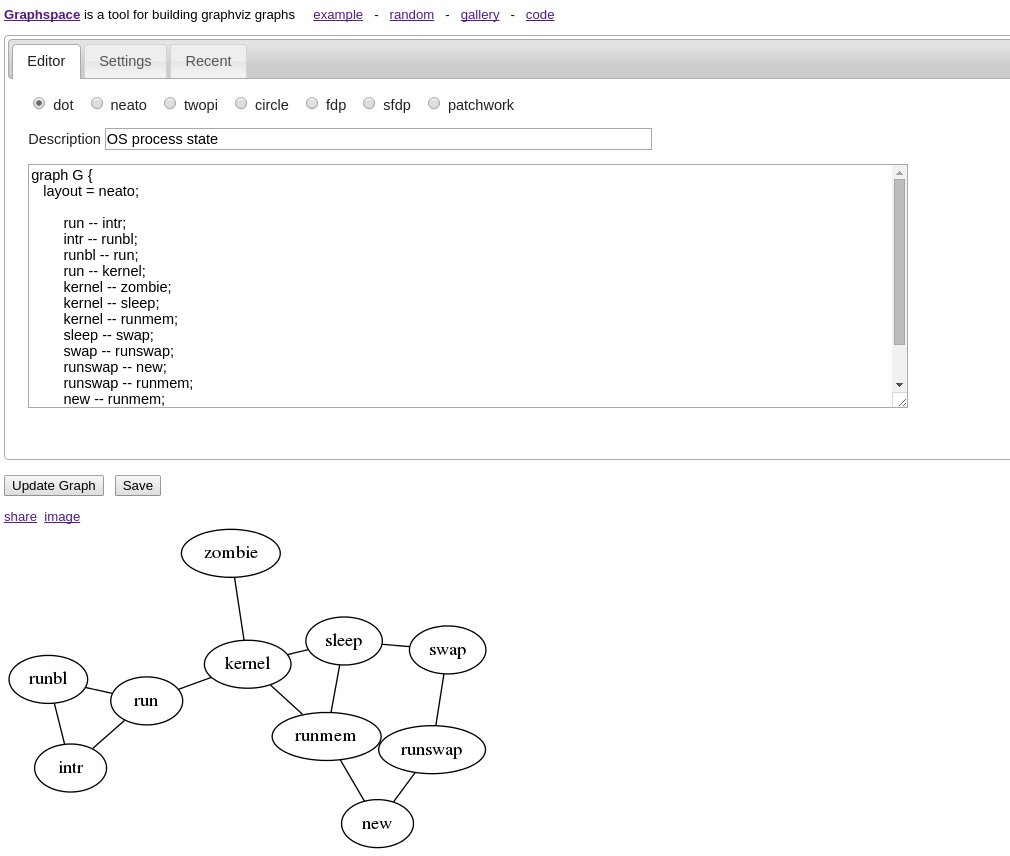 Graphspace is a tool for building graphviz graphs example - random - gallery - code
Editor Settings Recent
dot neato twopi circle fdp sfdp patchwork
Description OS process state
graph G {
layout = neato;
run -- intr;
intr -- runbl;
runbl -- run;
run -- kernel;
kernel -- zombie;
kernel -- sleep;
kernel -- runmem;
sleep -- swap;
swap -- runswap;
runswap -- new;
runswap -- runmem;
new -- runmem;
Update Graph Save
share image
zombie
sleep
swap
kernel
runbl
run
runmem
runswap
intr
new